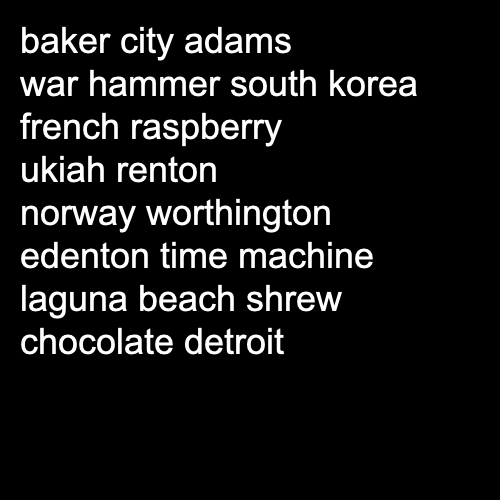 baker city adams
war hammer south korea
french raspberry
ukiah renton
norway worthington
edenton time machine
laguna beach shrew
chocolate detroit